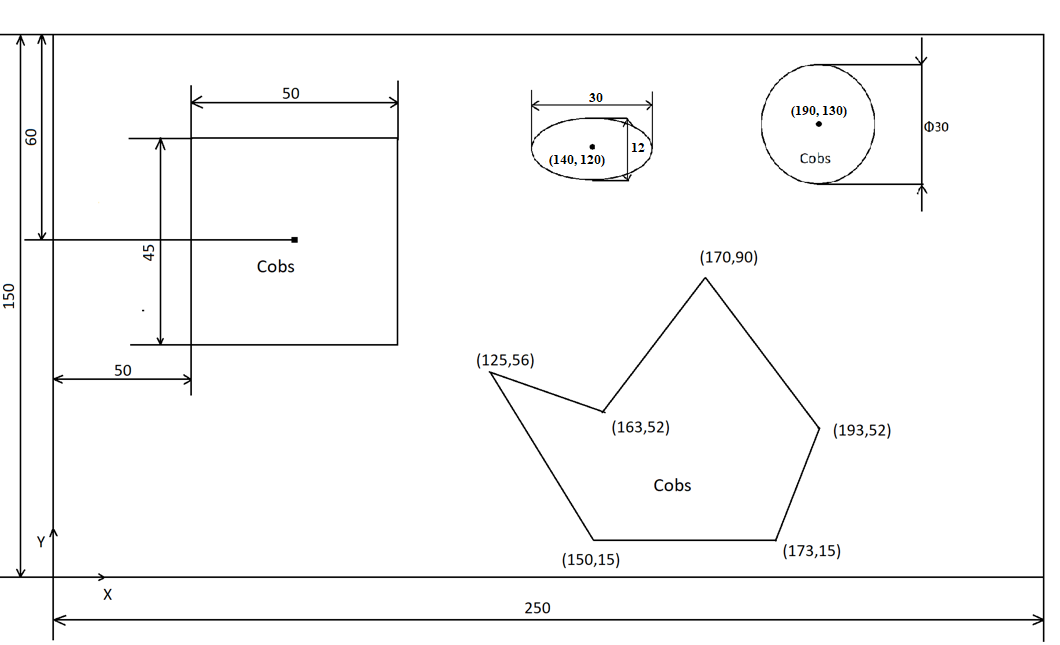 50
30
60
(190, 130)
Φ30
12
(140, 120)
Cobs
45
Cobs
(170,90)
150
(125,56)
50
(163,52)
(193,52)
Cobs
Y
(173,15)
(150,15)
X
250